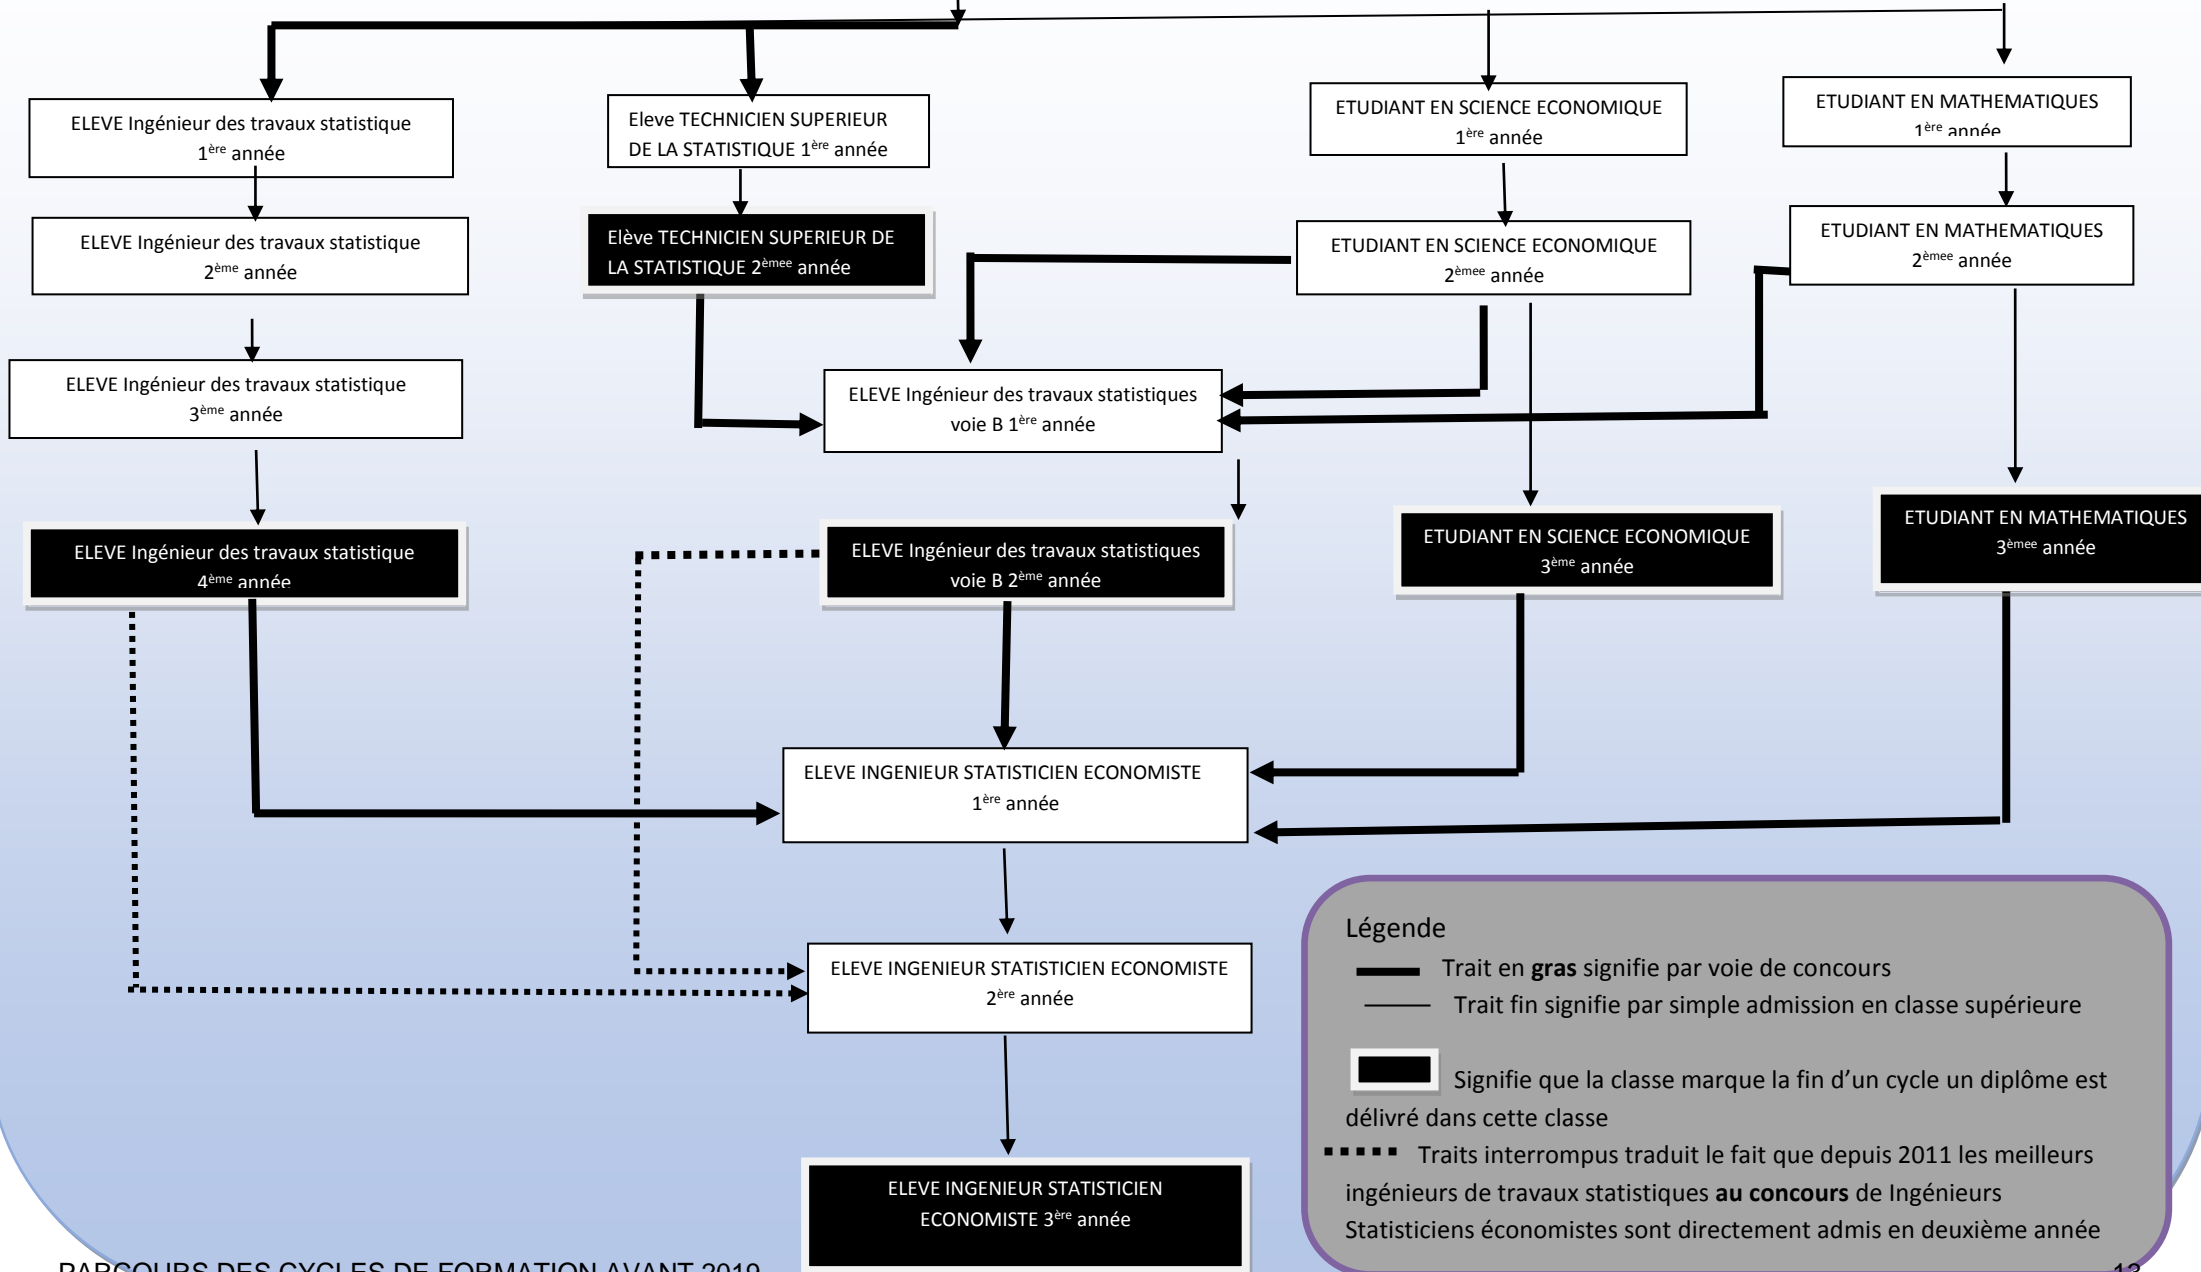 ELEVE Ingénieur des travaux statistique
1ère année
Eleve TECHNICIEN SUPERIEUR
DE LA STATISTIQUE 1ère année
ETUDIANT EN SCIENCE ECONOMIQUE
1ère année
ETUDIANT EN MATHEMATIQUES
1ère année
ELEVE Ingénieur des travaux statistique
2ème année
Elève TECHNICIEN SUPERIEUR DE
LA STATISTIQUE 2èmee année
ETUDIANT EN SCIENCE ECONOMIQUE
2èmee année
ETUDIANT EN MATHEMATIQUES
2èmee année
ELEVE Ingénieur des travaux statistique
3ème année
ELEVE Ingénieur des travaux statistiques
voie B 1ère année
ELEVE Ingénieur des travaux statistique
4ème année
ELEVE Ingénieur des travaux statistiques
voie B 2ème année
ETUDIANT EN SCIENCE ECONOMIQUE
3ème année
ETUDIANT EN MATHEMATIQUES
3èmee année
ELEVE INGENIEUR STATISTICIEN ECONOMISTE
1ère année
ELEVE INGENIEUR STATISTICIEN ECONOMISTE
2ère année
ELEVE INGENIEUR STATISTICIEN
ECONOMISTE 3ère année
Légende
Trait en gras signifie par voie de concours
Trait fin signifie par simple admission en classe supérieure
Signifie que la classe marque la fin d'un cycle un diplôme est
délivré dans cette classe
Traits interrompus traduit le fait que depuis 2011 les meilleurs
ingénieurs de travaux statistiques au concours de Ingénieurs
Statisticiens économistes sont directement admis en deuxième année
PARCOURS DES CYCLES DE FORMATION AVANT 2019
12